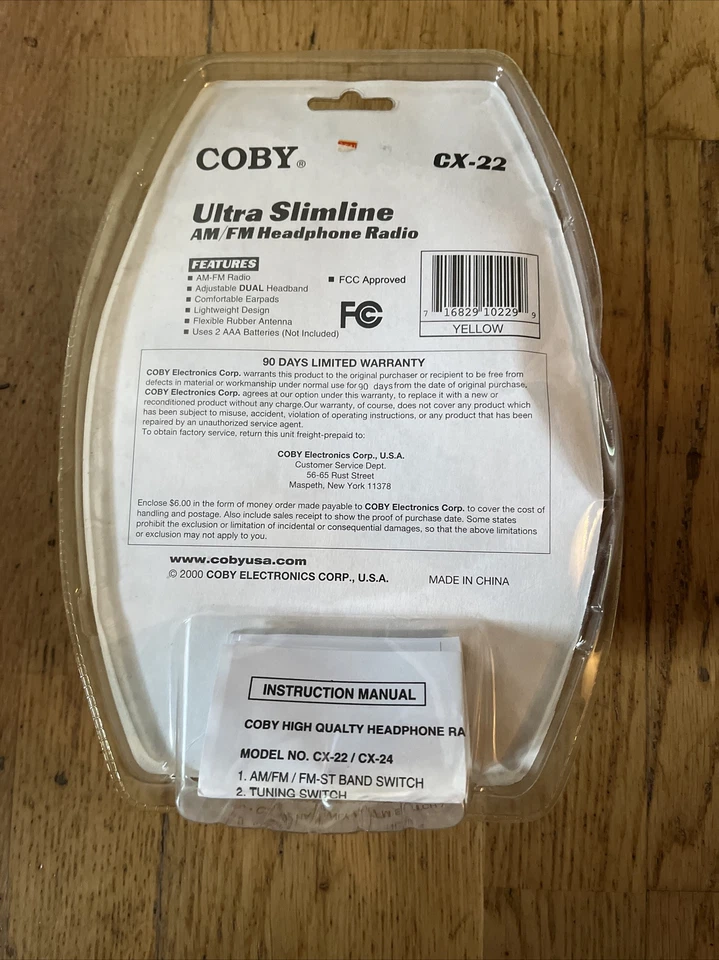 COBY®
CX-22
Ultra Slimline
AM/FM Headphone Radio
FEATURES
■ AM-FM Radio
■ Adjustable DUAL Headband
■ Comfortable Earpads
■ Lightweight Design
■ Flexible Rubber Antenna
■ Uses 2 AAA Batteries (Not Included)
■ FCC Approved
FC
7 16829 10229 9
YELLOW
90 DAYS LIMITED WARRANTY
COBY Electronics Corp. warrants this product to the original purchaser or recipient to be free from
defects in material or workmanship under normal use for 90 days from the date of original purchase.
COBY Electronics Corp. agrees at our option under this warranty, to replace it with a new or
reconditioned product without any charge.Our warranty, of course, does not cover any product which
has been subject to misuse, accident, violation of operating instructions, or any product that has been
repaired by an unauthorized service agent.
To obtain factory service, return this unit freight-prepaid to:
COBY Electronics Corp., U.S.A.
Customer Service Dept.
56-65 Rust Street
Maspeth, New York 11378
Enclose $6.00 in the form of money order made payable to COBY Electronics Corp. to cover the cost of
handling and postage. Also include sales receipt to show the proof of purchase date. Some states
prohibit the exclusion or limitation of incidental or consequential damages, so that the above limitations
or exclusion may not apply to you.
www.cobyusa.com
© 2000 COBY ELECTRONICS CORP., U.S.A.
MADE IN CHINA
INSTRUCTION MANUAL
COBY HIGH QUALTY HEADPHONE RA
MODEL NO. CX-22 / CX-24
1. AM/FM / FM-ST BAND SWITCH
2. TUNING SWITCH